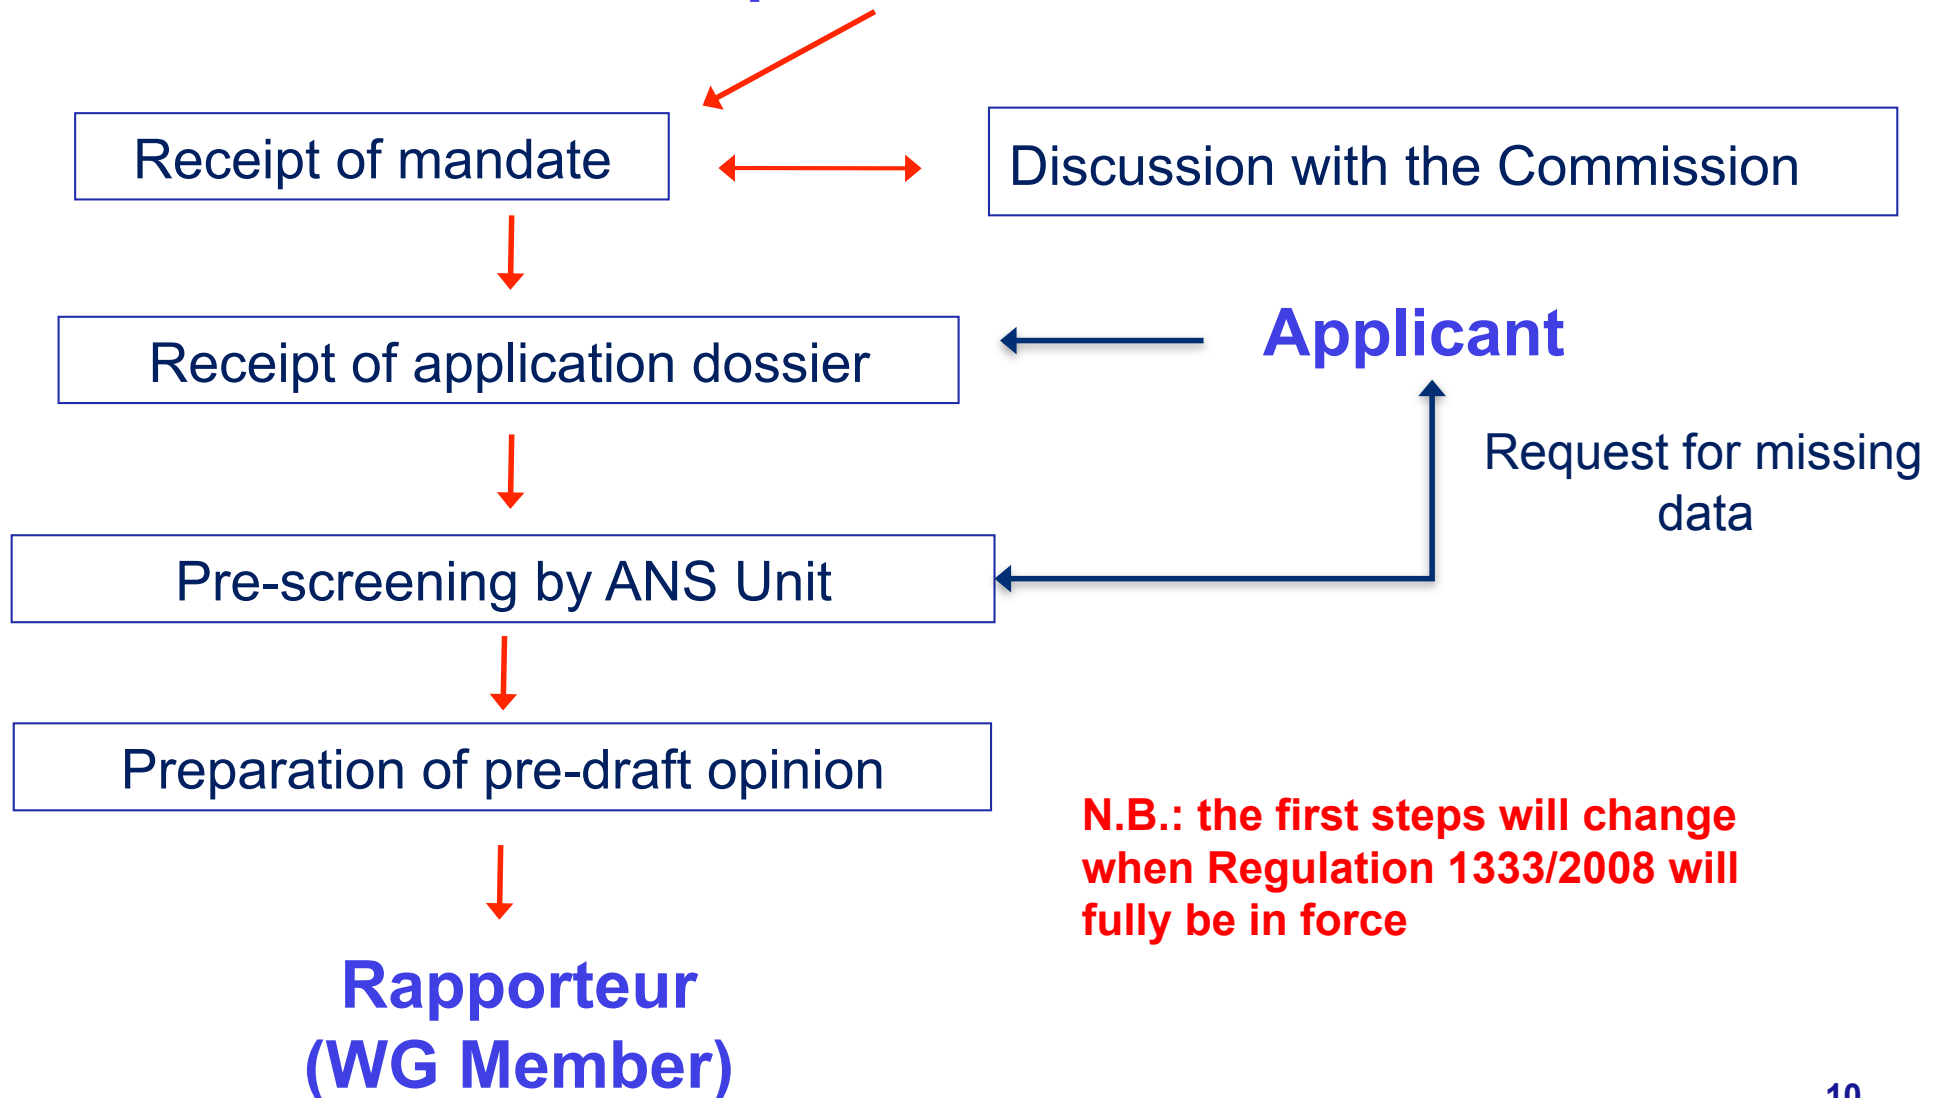 Receipt of mandate
Discussion with the Commission
Receipt of application dossier
Applicant
Request for missing
data
Pre-screening by ANS Unit
Preparation of pre-draft opinion
N.B.: the first steps will change
when Regulation 1333/2008 will
fully be in force
Rapporteur
(WG Member)
10